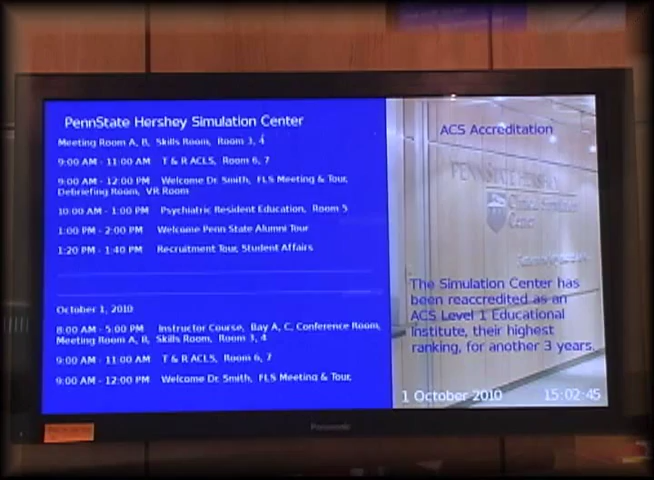 PennState Hershey Simulation Center
Meeting Room A, B, Skills Room, Room 3, 4
9:00 AM - 11:00 AM T & R ACLS, Room 6, 7
9:00 AM - 12:00 PM Welcome Dr. Smith, FLS Meeting & Tour,
Debriefing Room, VR Room
10:00 AM - 1:00 PM Psychiatric Resident Education, Room 5
1:00 PM - 2:00 PM Welcome Penn State Alumni Tour
1:20 PM - 1:40 PM Recruitment Tour, Student Affairs
October 1, 2010
8:00 AM - 5:00 PM Instructor Course, Bay A, C, Conference Room,
Meeting Room A, B, Skills Room, Room 3, 4
9:00 AM - 11:00 AM T & R ACLS, Room 6, 7
9:00 AM - 12:00 PM Welcome Dr. Smith, FLS Meeting & Tour,
ACS Accreditation
PENNSTATE HERSHEY
Clinical Simulation
Center
The Simulation Center has
been reaccredited as an
ACS Level 1 Educational
Institute, their highest
ranking, for another 3 years.
1 October 2010 15:02:45
Panasonic